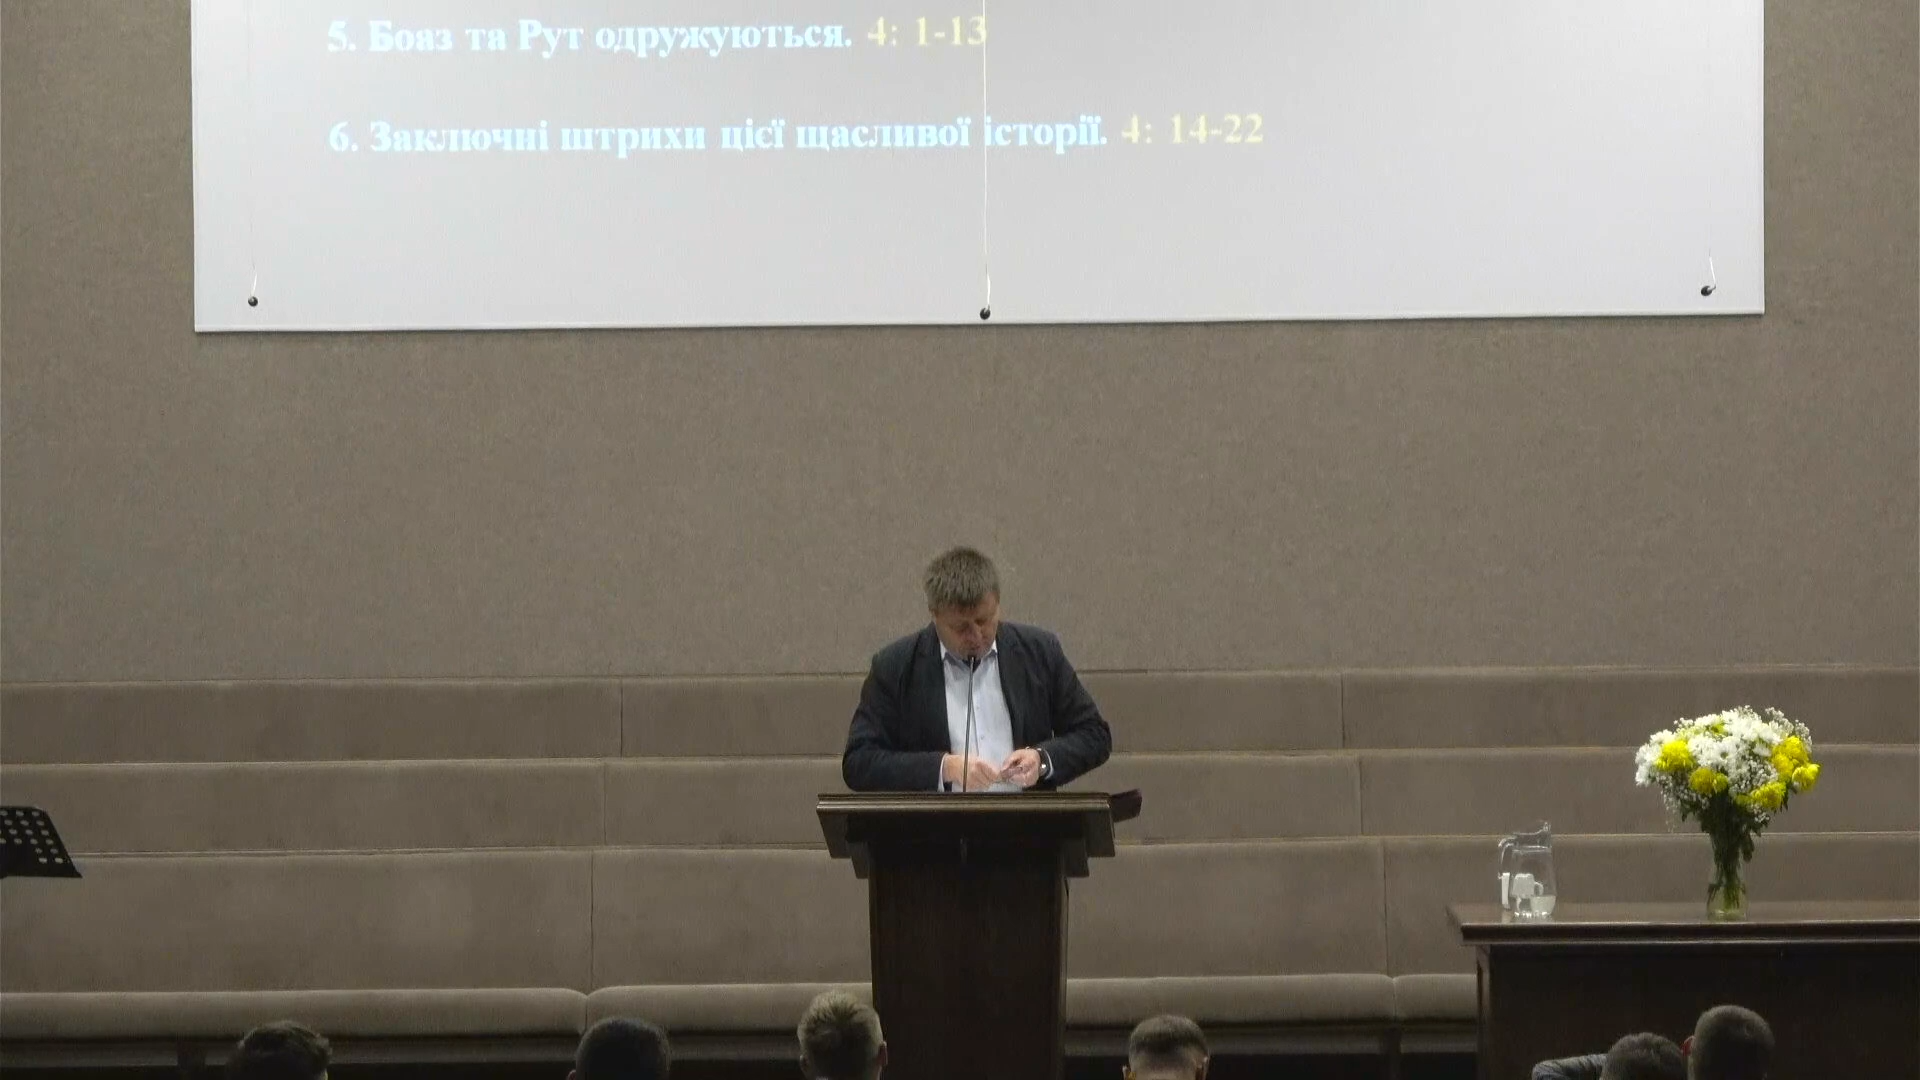 5. Боаз та Рут одружуються. 4: 1-13
6. Заключні штрихи цієї щасливої історії. 4: 14-22